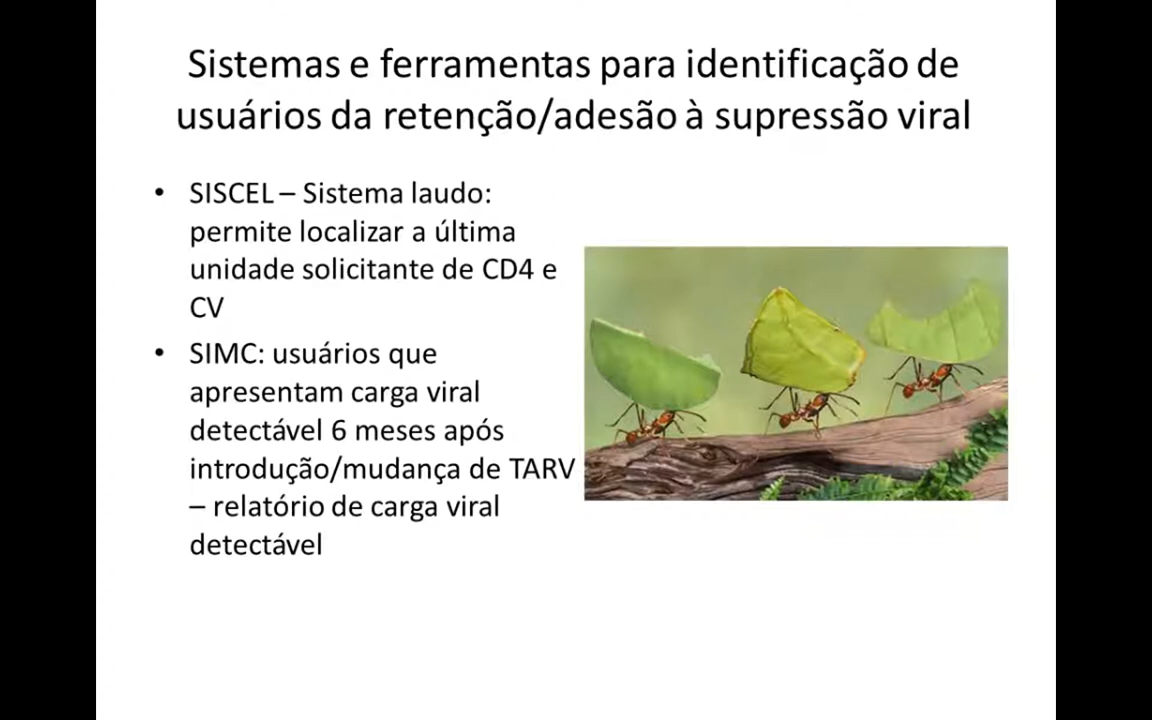 Sistemas e ferramentas para identificação de
usuários da retenção/adesão à supressão viral
• SISCEL – Sistema laudo:
permite localizar a última
unidade solicitante de CD4 e
CV
• SIMC: usuários que
apresentam carga viral
detectável 6 meses após
introdução/mudança de TARV
– relatório de carga viral
detectável